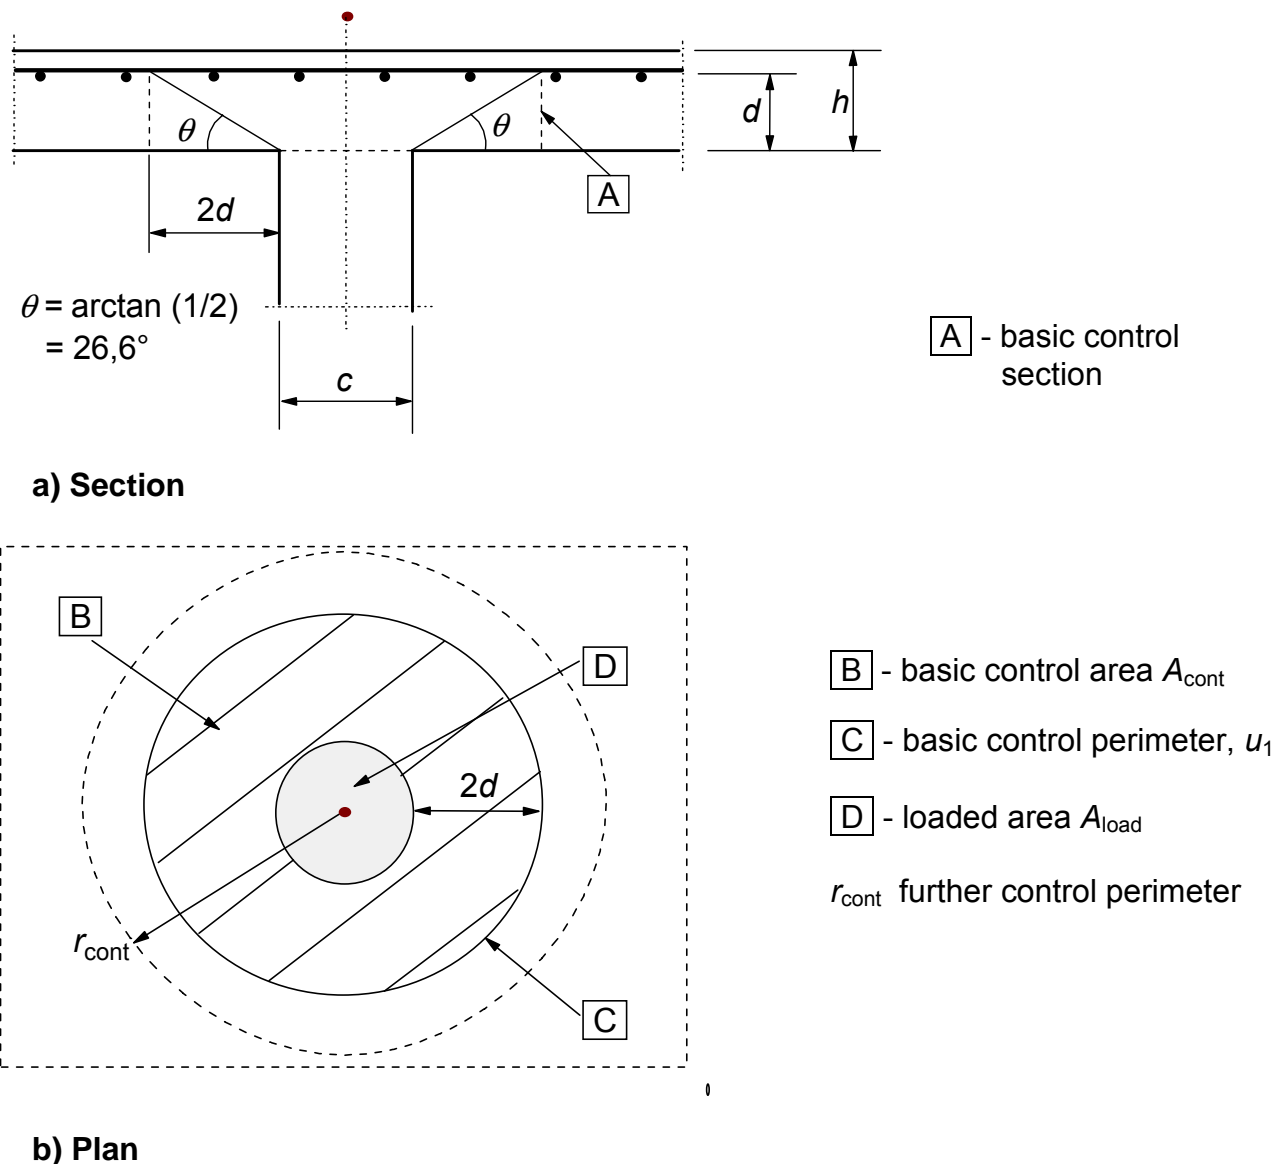 d
h
θ
θ
A
2d
θ = arctan (1/2)
= 26,6°
A - basic control
section
c
a) Section
B
D
B - basic control area Acont
C - basic control perimeter, u1
2d
D - loaded area Aload
rcont further control perimeter
rcont
C
b) Plan